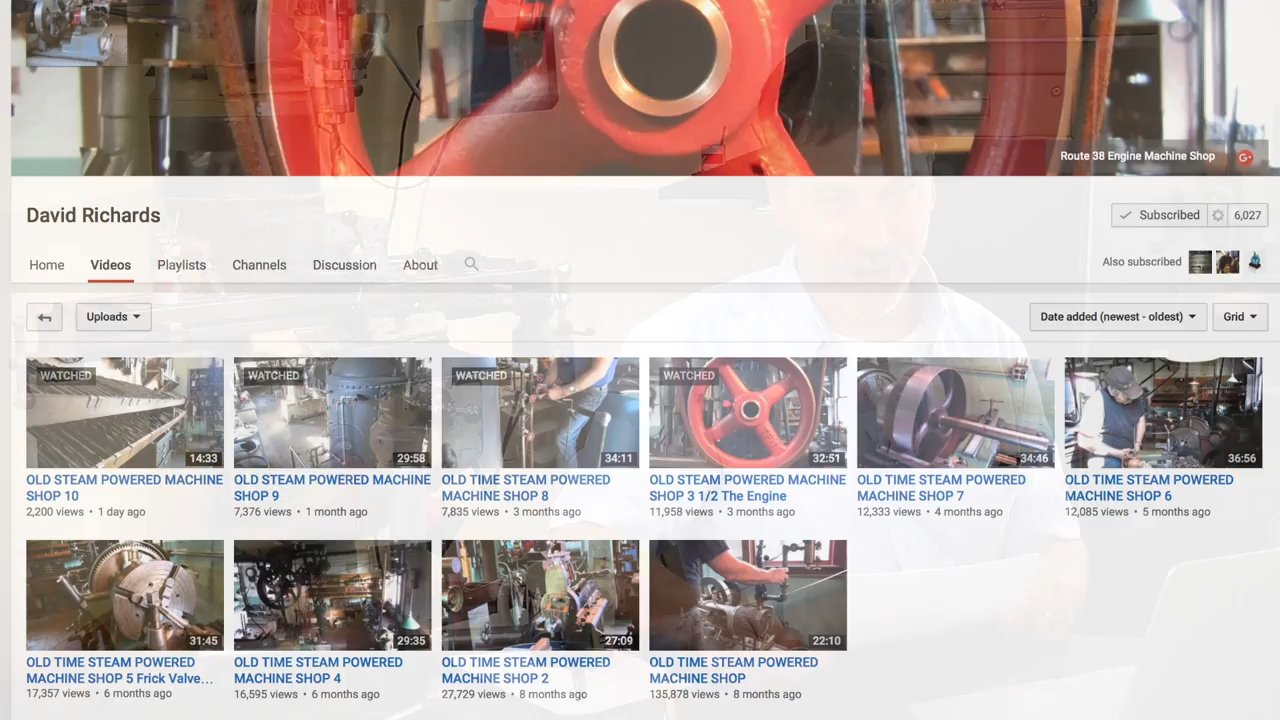 Route 38 Engine Machine Shop
G+
David Richards
Subscribed 6,027
Home Videos Playlists Channels Discussion About
Also subscribed
Uploads
Date added (newest - oldest) Grid
WATCHED WATCHED WATCHED WATCHED
14:33 29:58 34:11 32:51 34:46 36:56
OLD STEAM POWERED MACHINE
SHOP 10
2,200 views • 1 day ago
OLD STEAM POWERED MACHINE
SHOP 9
7,376 views • 1 month ago
OLD TIME STEAM POWERED
MACHINE SHOP 8
7,835 views • 3 months ago
OLD TIME STEAM POWERED MACHINE
SHOP 3 1/2 The Engine
11,958 views • 3 months ago
OLD TIME STEAM POWERED
MACHINE SHOP 7
12,333 views • 4 months ago
OLD TIME STEAM POWERED
MACHINE SHOP 6
12,085 views • 5 months ago
31:45 29:35 27:09 22:10
OLD TIME STEAM POWERED
MACHINE SHOP 5 Frick Valve...
17,357 views • 6 months ago
OLD TIME STEAM POWERED
MACHINE SHOP 4
16,595 views • 6 months ago
OLD TIME STEAM POWERED
MACHINE SHOP 2
27,729 views • 8 months ago
OLD TIME STEAM POWERED
MACHINE SHOP
135,878 views • 8 months ago